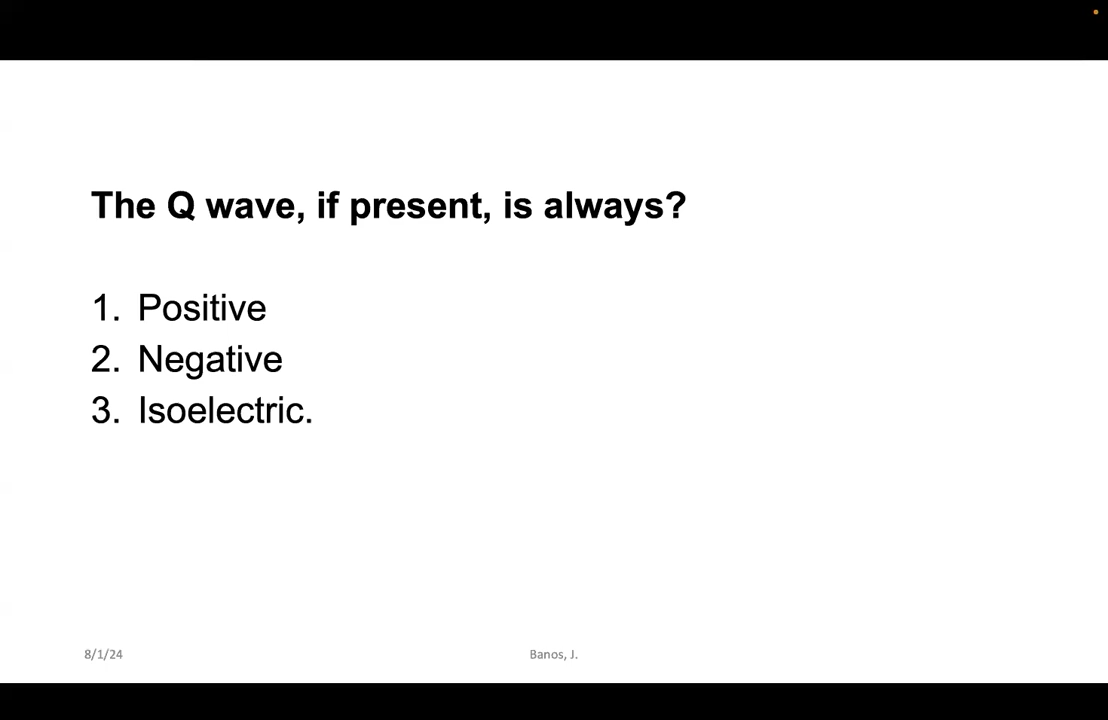 The Q wave, if present, is always?
1. Positive
2. Negative
3. Isoelectric.
8/1/24
Banos, J.